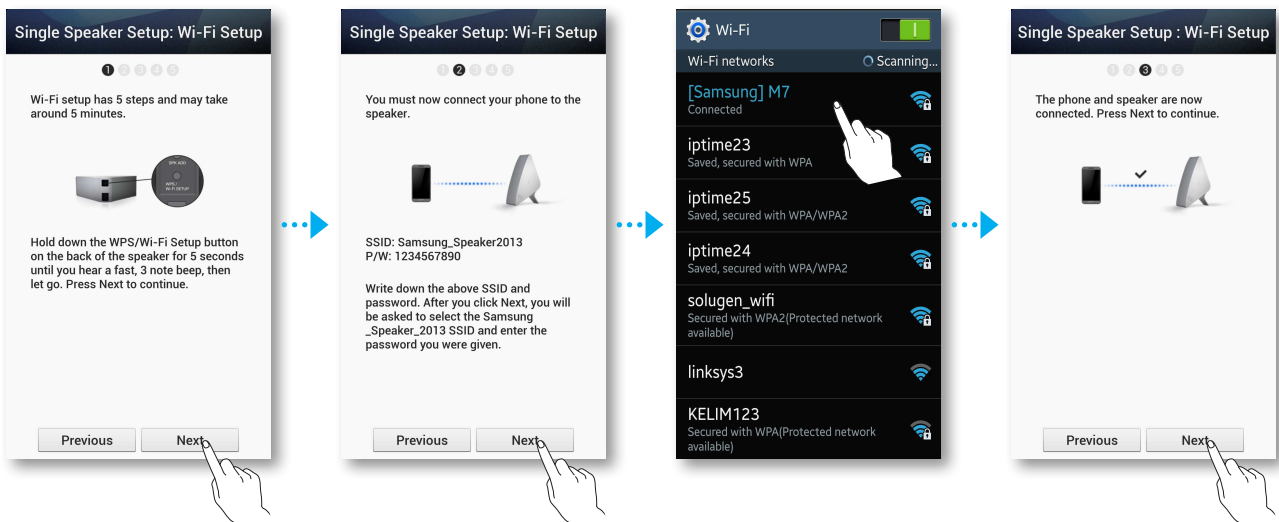 Single Speaker Setup: Wi-Fi Setup
1 2 3 4 5
Wi-Fi setup has 5 steps and may take
around 5 minutes.
SPK ADD
WPS/
Wi-Fi SETUP
Hold down the WPS/Wi-Fi Setup button
on the back of the speaker for 5 seconds
until you hear a fast, 3 note beep, then
let go. Press Next to continue.
Previous
Next
Single Speaker Setup: Wi-Fi Setup
1 2 3 4 5
You must now connect your phone to the
speaker.
SSID: Samsung_Speaker2013
P/W: 1234567890
Write down the above SSID and
password. After you click Next, you will
be asked to select the Samsung
_Speaker_2013 SSID and enter the
password you were given.
Previous
Next
Wi-Fi
Wi-Fi networks
Scanning...
[Samsung] M7
Connected
iptime23
Saved, secured with WPA
iptime25
Saved, secured with WPA/WPA2
iptime24
Saved, secured with WPA/WPA2
solugen_wifi
Secured with WPA2(Protected network
available)
linksys3
KELIM123
Secured with WPA(Protected network
available)
Single Speaker Setup : Wi-Fi Setup
1 2 3 4 5
The phone and speaker are now
connected. Press Next to continue.
Previous
Next